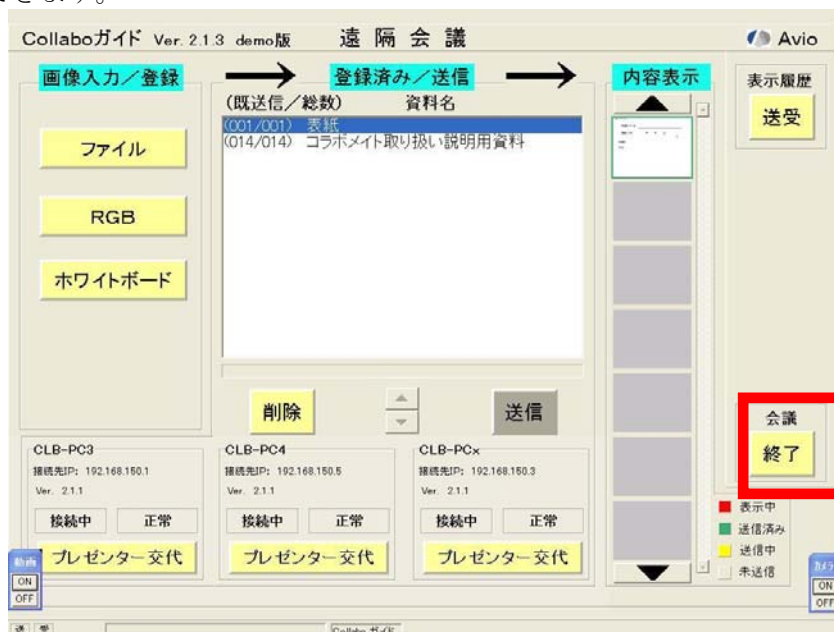 きます。
Collaboガイド Ver. 2.1.3 demo版 遠隔会議 Avio
画像入力／登録
登録済み／送信
内容表示
表示履歴
送受
(既送信／総数) 資料名
(001/001) 表紙
(014/014) コラボメイト取り扱い説明用資料
ファイル
RGB
ホワイトボード
削除
送信
会議
終了
CLB-PC3
接続先IP: 192.168.150.1
Ver. 2.1.1
接続中 正常
プレゼンター交代
CLB-PC4
接続先IP: 192.168.150.5
Ver. 2.1.1
接続中 正常
プレゼンター交代
CLB-PCx
接続先IP: 192.168.150.3
Ver. 2.1.1
接続中 正常
プレゼンター交代
表示中
送信済み
送信中
未送信
動画
ON
OFF
カメラ
ON
OFF
送 受
Collabo ガイド